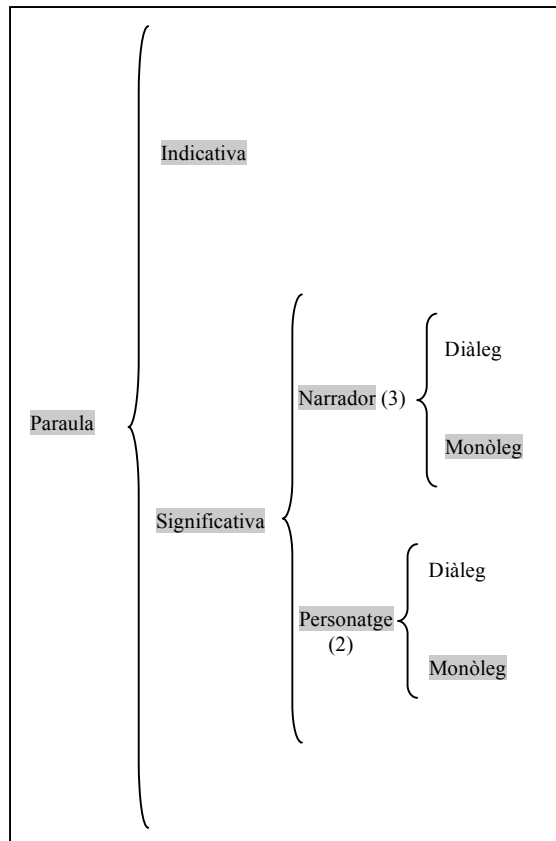 Indicativa
Paraula
Significativa
Narrador (3)
Diàleg
Monòleg
Personatge
(2)
Diàleg
Monòleg